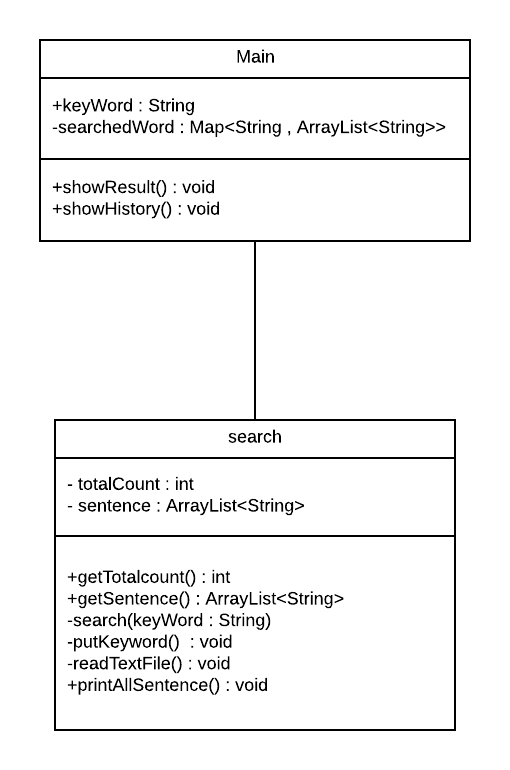 Main
+keyWord : String
-searchedWord : Map<String , ArrayList<String>>
+showResult() : void
+showHistory() : void
search
- totalCount : int
- sentence : ArrayList<String>
+getTotalcount() : int
+getSentence() : ArrayList<String>
-search(keyWord : String)
-putKeyword()  : void
-readTextFile() : void
+printAllSentence() : void